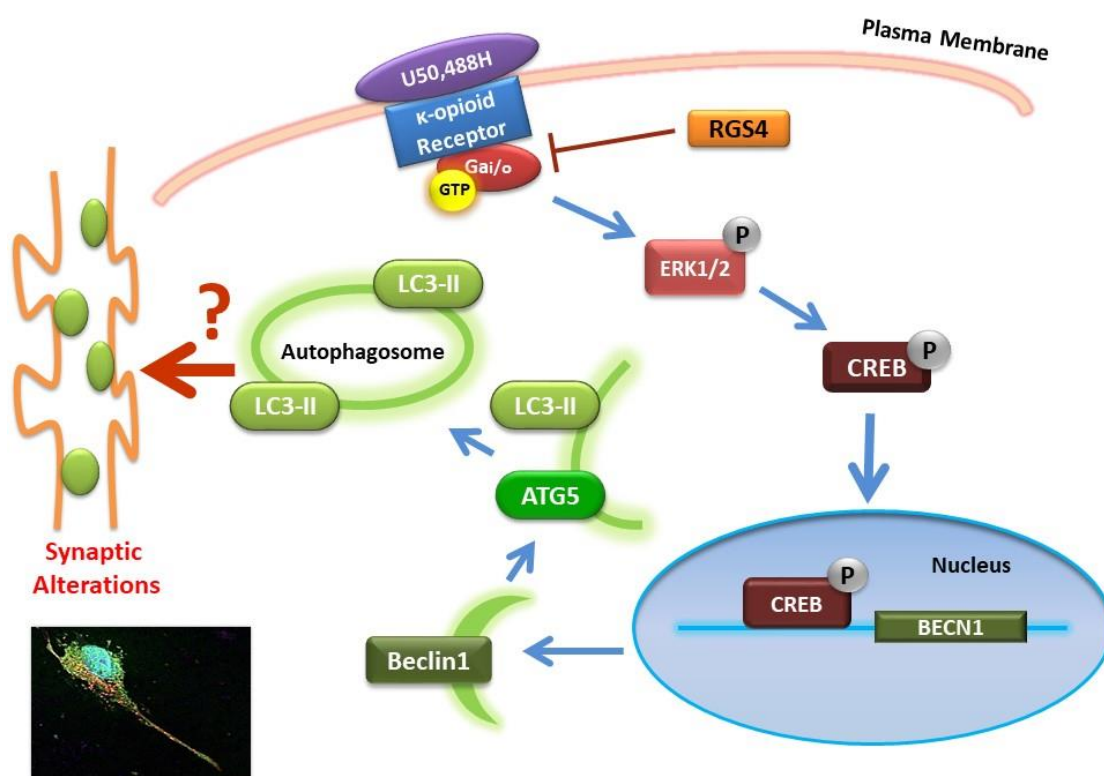 Plasma Membrane
U50,488H
κ-opioid
Receptor
Gai/o
GTP
RGS4
P
ERK1/2
P
CREB
LC3-II
?
Autophagosome
LC3-II
LC3-II
ATG5
Synaptic
Alterations
Nucleus
P
CREB
BECN1
Beclin1